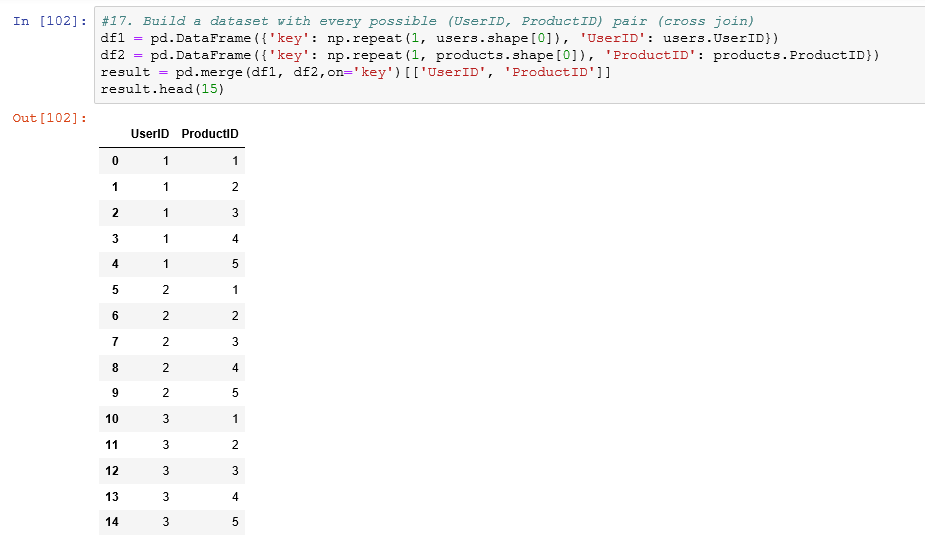 In [102]: #17. Build a dataset with every possible (UserID, ProductID) pair (cross join)
df1 = pd.DataFrame({'key': np.repeat(1, users.shape[0]), 'UserID': users.UserID})
df2 = pd.DataFrame({'key': np.repeat(1, products.shape[0]), 'ProductID': products.ProductID})
result = pd.merge(df1, df2,on='key')[['UserID', 'ProductID']]
result.head(15)
Out[102]:
UserID ProductID
0 1 1
1 1 2
2 1 3
3 1 4
4 1 5
5 2 1
6 2 2
7 2 3
8 2 4
9 2 5
10 3 1
11 3 2
12 3 3
13 3 4
14 3 5